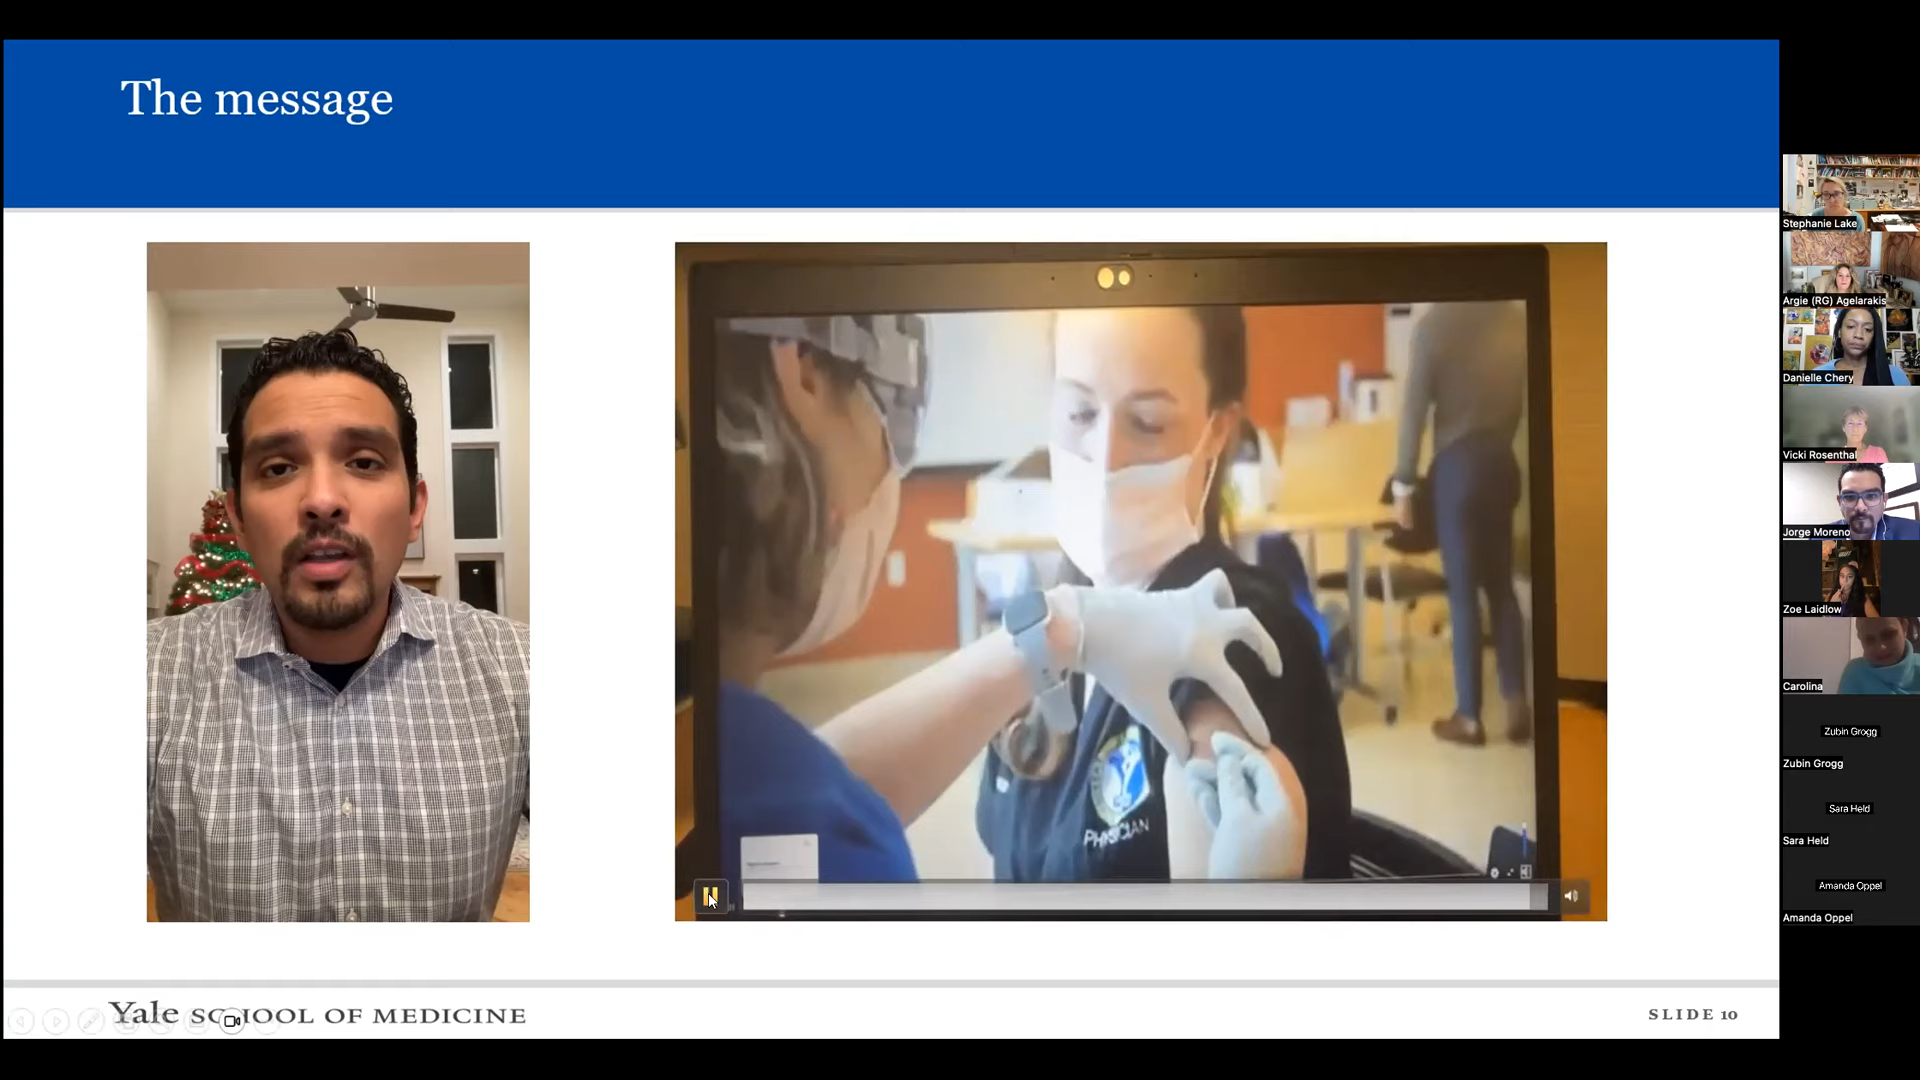 The message
PHYSICIAN
Yale SCHOOL OF MEDICINE
SLIDE 10
Stephanie Lake
Argie (RG) Agelarakis
Danielle Chery
Vicki Rosenthal
Jorge Moreno
Zoe Laidlow
Carolina
Zubin Grogg
Zubin Grogg
Sara Held
Sara Held
Amanda Oppel
Amanda Oppel